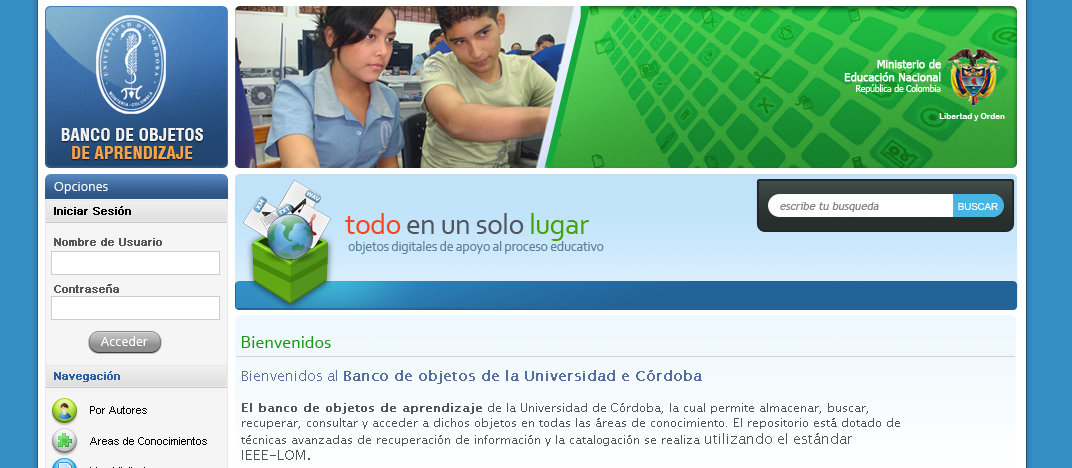 UNIVERSIDAD DE CÓRDOBA
MONTERÍA-COLOMBIA
BANCO DE OBJETOS
DE APRENDIZAJE
Ministerio de
Educación Nacional
República de Colombia
Libertad y Orden
Opciones
Iniciar Sesión
Nombre de Usuario
Contraseña
Acceder
Navegación
Por Autores
Areas de Conocimientos
todo en un solo lugar
objetos digitales de apoyo al proceso educativo
escribe tu busqueda
BUSCAR
Bienvenidos
Bienvenidos al Banco de objetos de la Universidad e Córdoba
El banco de objetos de aprendizaje de la Universidad de Córdoba, la cual permite almacenar, buscar,
recuperar, consultar y acceder a dichos objetos en todas las áreas de conocimiento. El repositorio está dotado de
técnicas avanzadas de recuperación de información y la catalogación se realiza utilizando el estándar
IEEE-LOM.